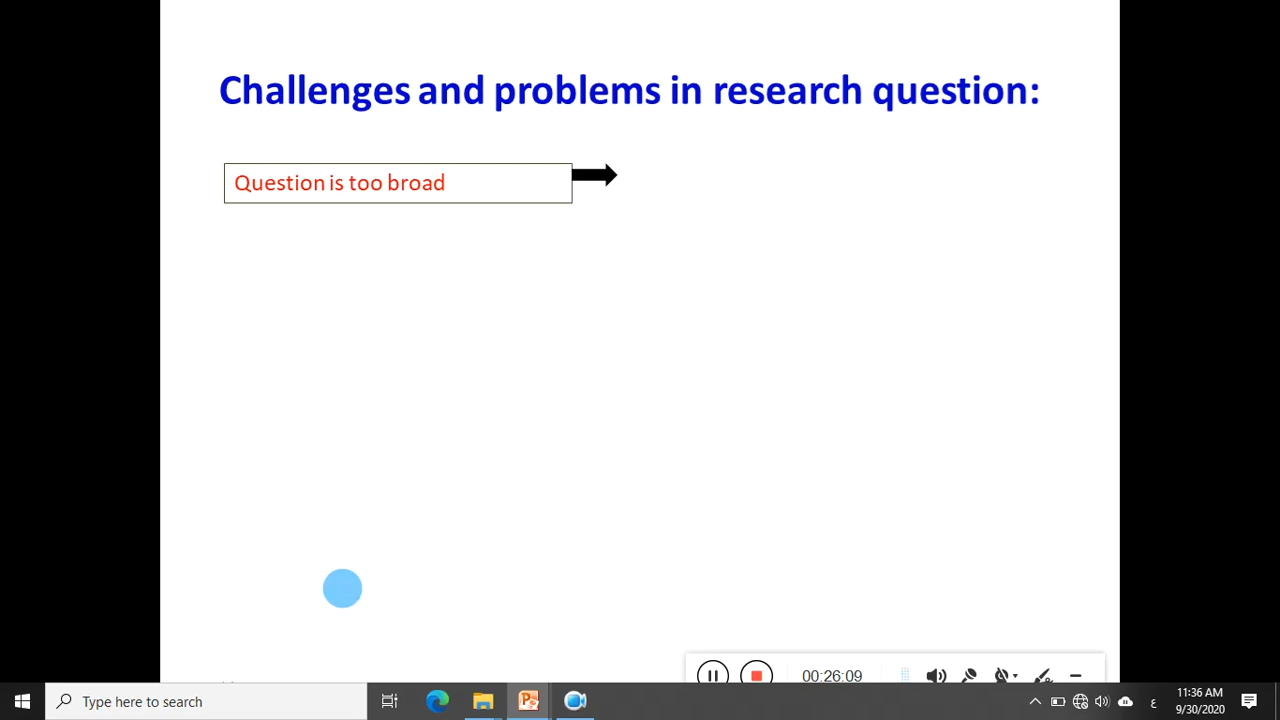 Challenges and problems in research question:
Question is too broad
00:26:09
Type here to search
ع
11:36 AM
9/30/2020